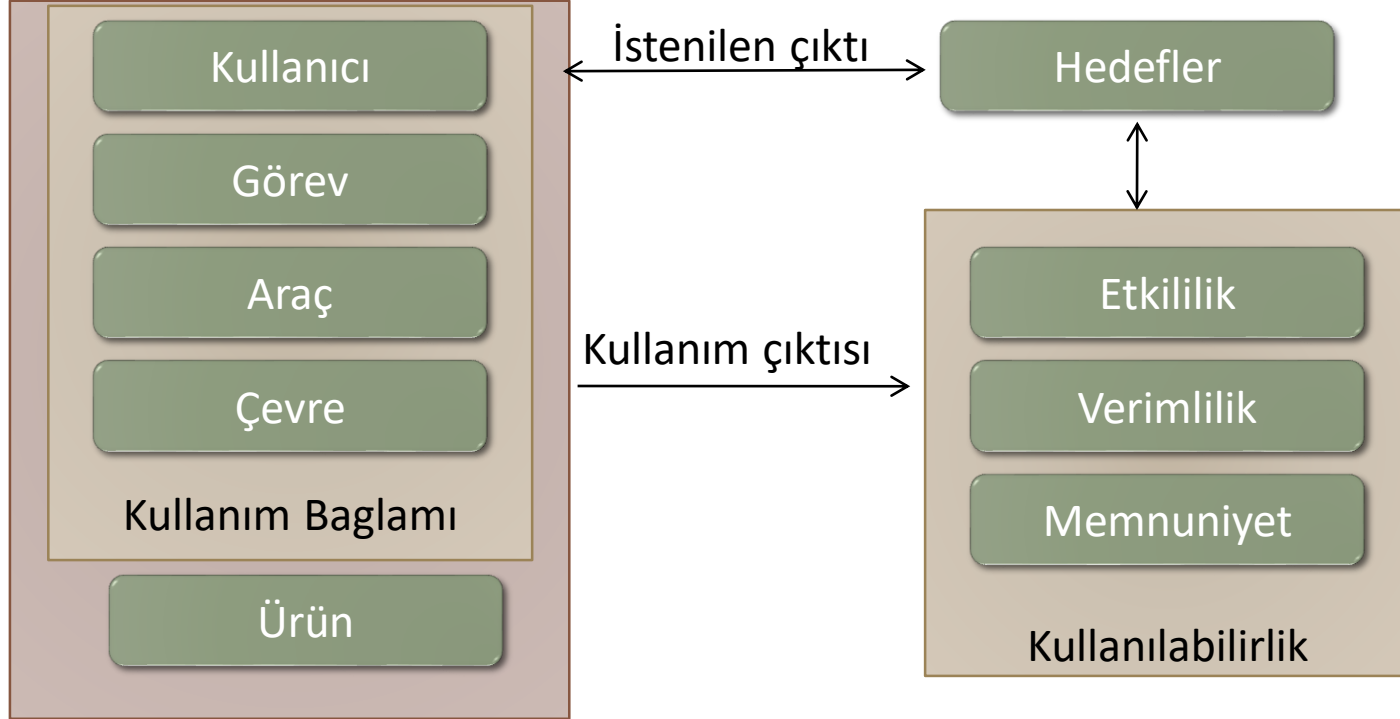 Kullanıcı
Görev
Araç
Çevre
Kullanım Baglamı
Ürün
İstenilen çıktı
Kullanım çıktısı
Hedefler
Etkililik
Verimlilik
Memnuniyet
Kullanılabilirlik